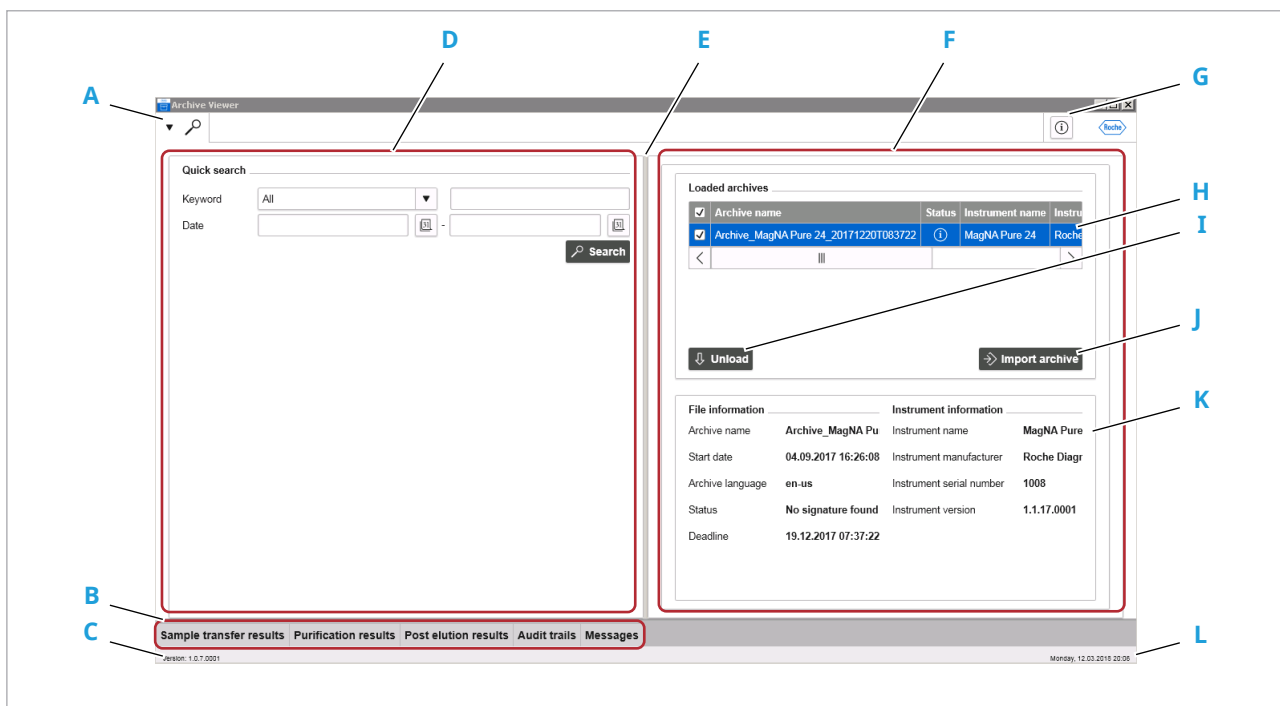 D E F
G
A
Archive Viewer
Roche
Quick search
Keyword All
Date 31 - 31
Search
Loaded archives
Archive name Status Instrument name Instru
H
Archive_MagNA Pure 24_20171220T083722 MagNA Pure 24 Roche
I
Unload Import archive
J
File information Instrument information
K
Archive name Archive_MagNA Pu Instrument name MagNA Pure
Start date 04.09.2017 16:26:08 Instrument manufacturer Roche Diagr
Archive language en-us Instrument serial number 1008
Status No signature found Instrument version 1.1.17.0001
Deadline 19.12.2017 07:37:22
B
Sample transfer results Purification results Post elution results Audit trails Messages
C
L
Version: 1.0.7.0001 Monday, 12.03.2018 20:06